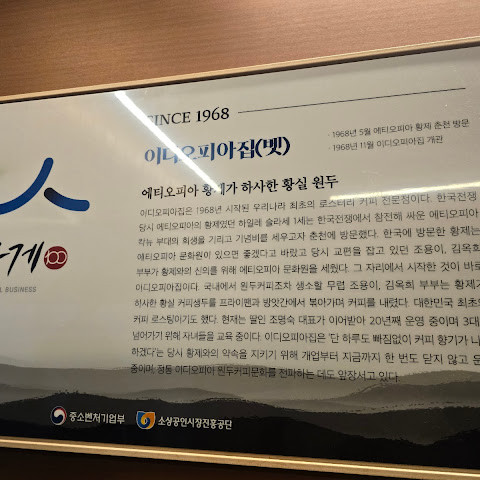 SINCE 1968
이디오피아집(벳)
· 1968년 5월 에티오피아 황제 춘천 방문
· 1968년 11월 이디오피아집 개관
에티오피아 황제가 하사한 황실 원두
이디오피아집은 1968년 시작된 우리나라 최초의 로스터리 커피 전문점이다. 한국전쟁
당시 에티오피아의 황제였던 하일레 슬라세 1세는 한국전쟁에서 참전해 싸운 에티오피아
칵뉴 부대의 희생을 기리고 기념비를 세우고자 춘천에 방문했다. 한국에 방문한 황제는
에티오피아 문화원이 있으면 좋겠다고 바랐고 당시 교편을 잡고 있던 조용이, 김옥희
부부가 황제와의 신의를 위해 에티오피아 문화원을 세웠다. 그 자리에서 시작한 것이 바로
이디오피아집이다. 국내에서 원두커피조차 생소할 무렵 조용이, 김옥희 부부는 황제가
하사한 황실 커피생두를 프라이팬과 방앗간에서 볶아가며 커피를 내렸다. 대한민국 최초의
커피 로스팅이기도 했다. 현재는 딸인 조명숙 대표가 이어받아 20년째 운영 중이며 3대
넘어가기 위해 자녀들을 교육 중이다. 이디오피아집은 '단 하루도 빠짐없이 커피 향기가 나
하겠다'는 당시 황제와의 약속을 지키기 위해 개업부터 지금까지 한 번도 닫지 않고 운
중이며, 정통 이디오피아 원두커피문화를 전파하는 데도 앞장서고 있다.
가게 100
BUSINESS
중소벤처기업부
소상공인시장진흥공단